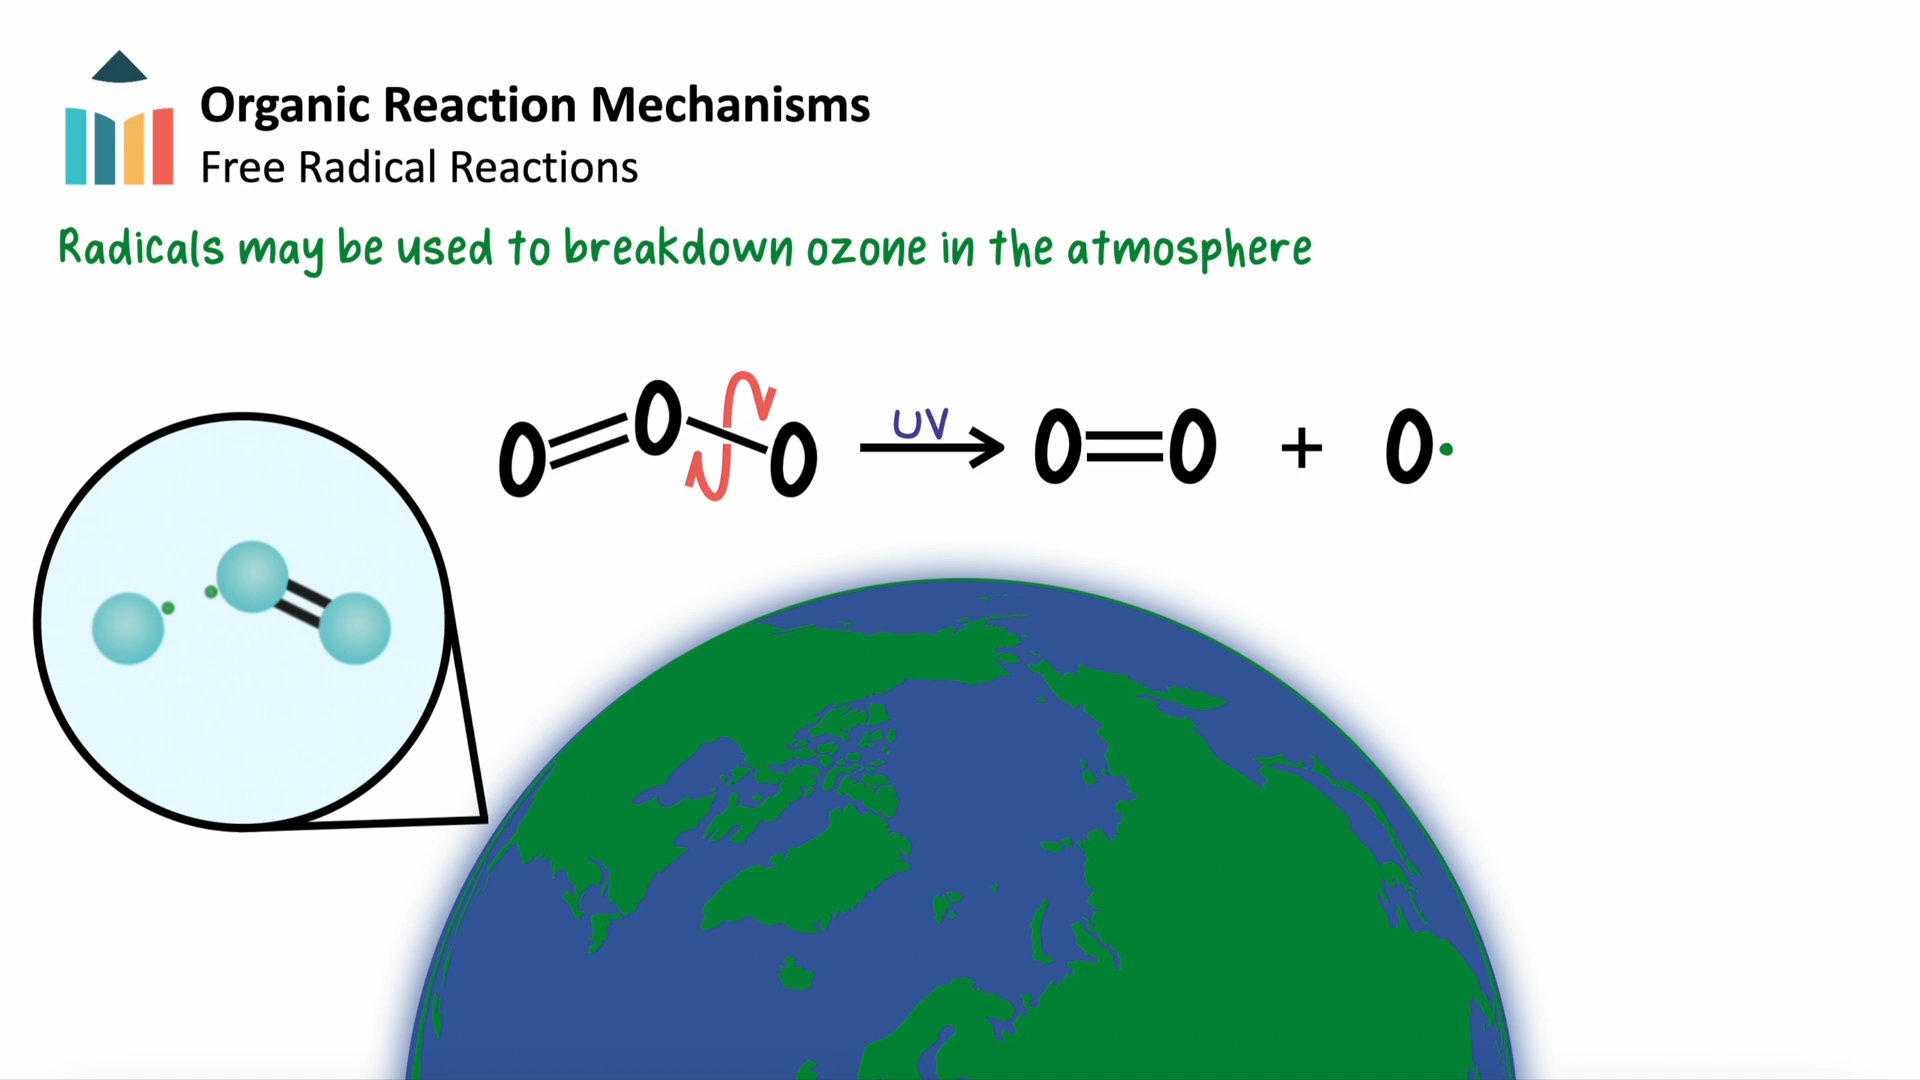 Organic Reaction Mechanisms
Free Radical Reactions
Radicals may be used to breakdown ozone in the atmosphere
O=O-O UV → O=O + O•